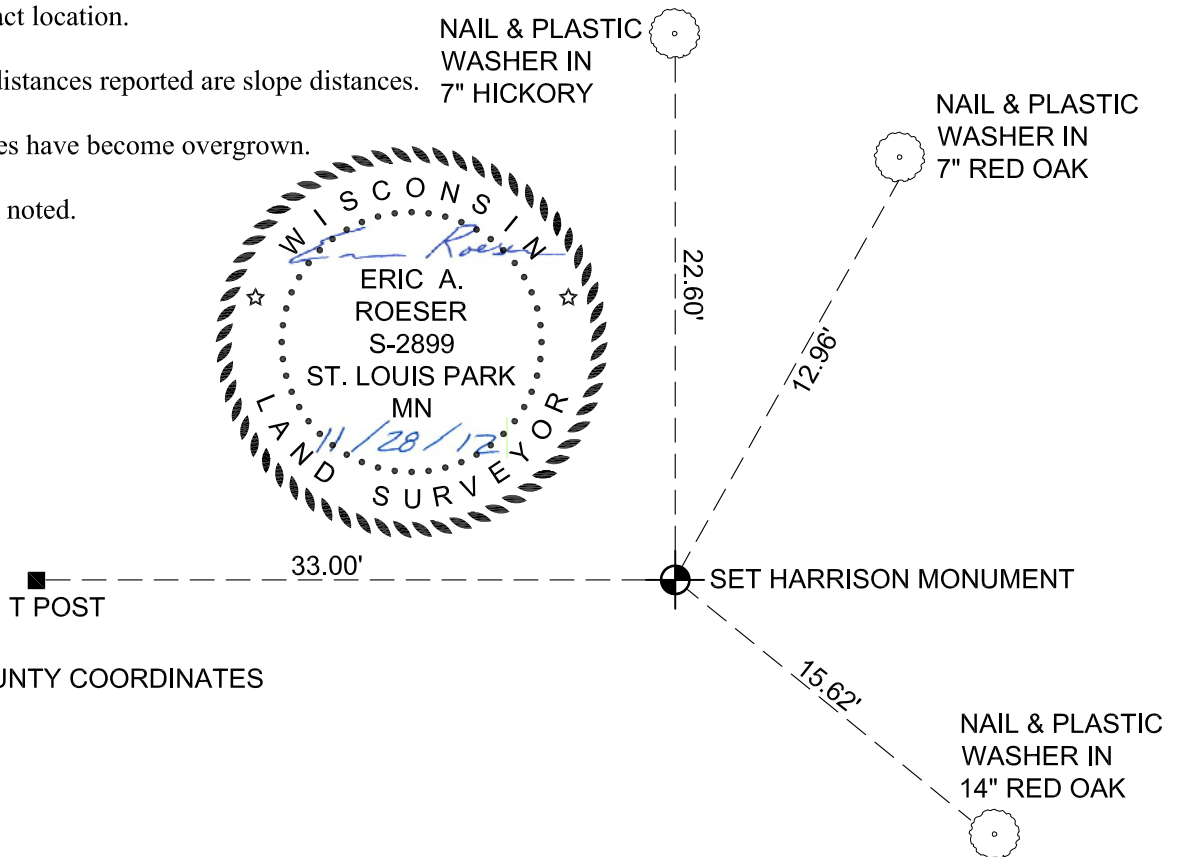 act location.
distances reported are slope distances.
es have become overgrown.
noted.
NAIL & PLASTIC
WASHER IN
7" HICKORY
NAIL & PLASTIC
WASHER IN
7" RED OAK
WISCONSIN
Roeser
ERIC A.
ROESER
S-2899
ST. LOUIS PARK
MN
11/28/12
LAND SURVEYOR
22.60'
12.96'
33.00'
SET HARRISON MONUMENT
T POST
UNTY COORDINATES
15.62'
NAIL & PLASTIC
WASHER IN
14" RED OAK